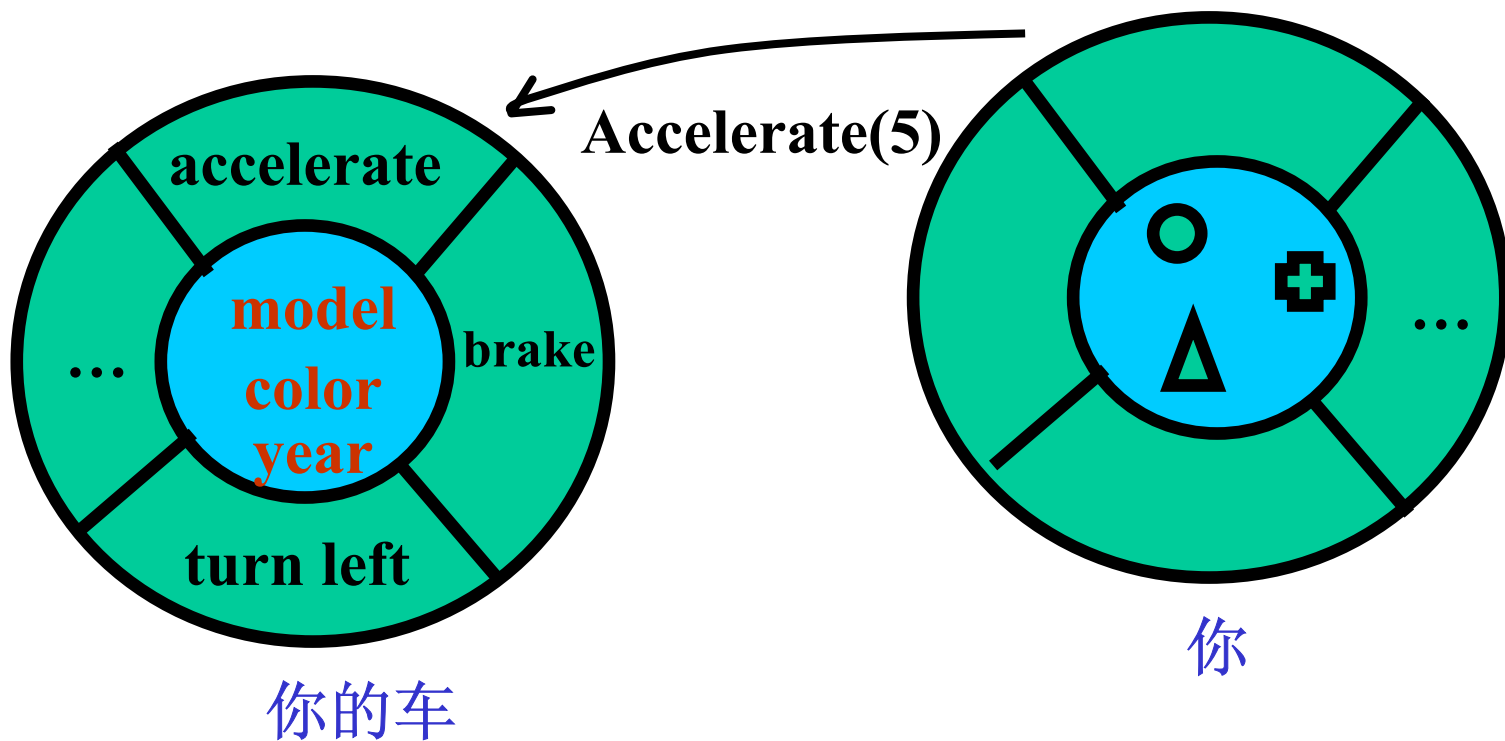 Accelerate(5)
accelerate
model
color
year
brake
...
turn left
你的车
...
你